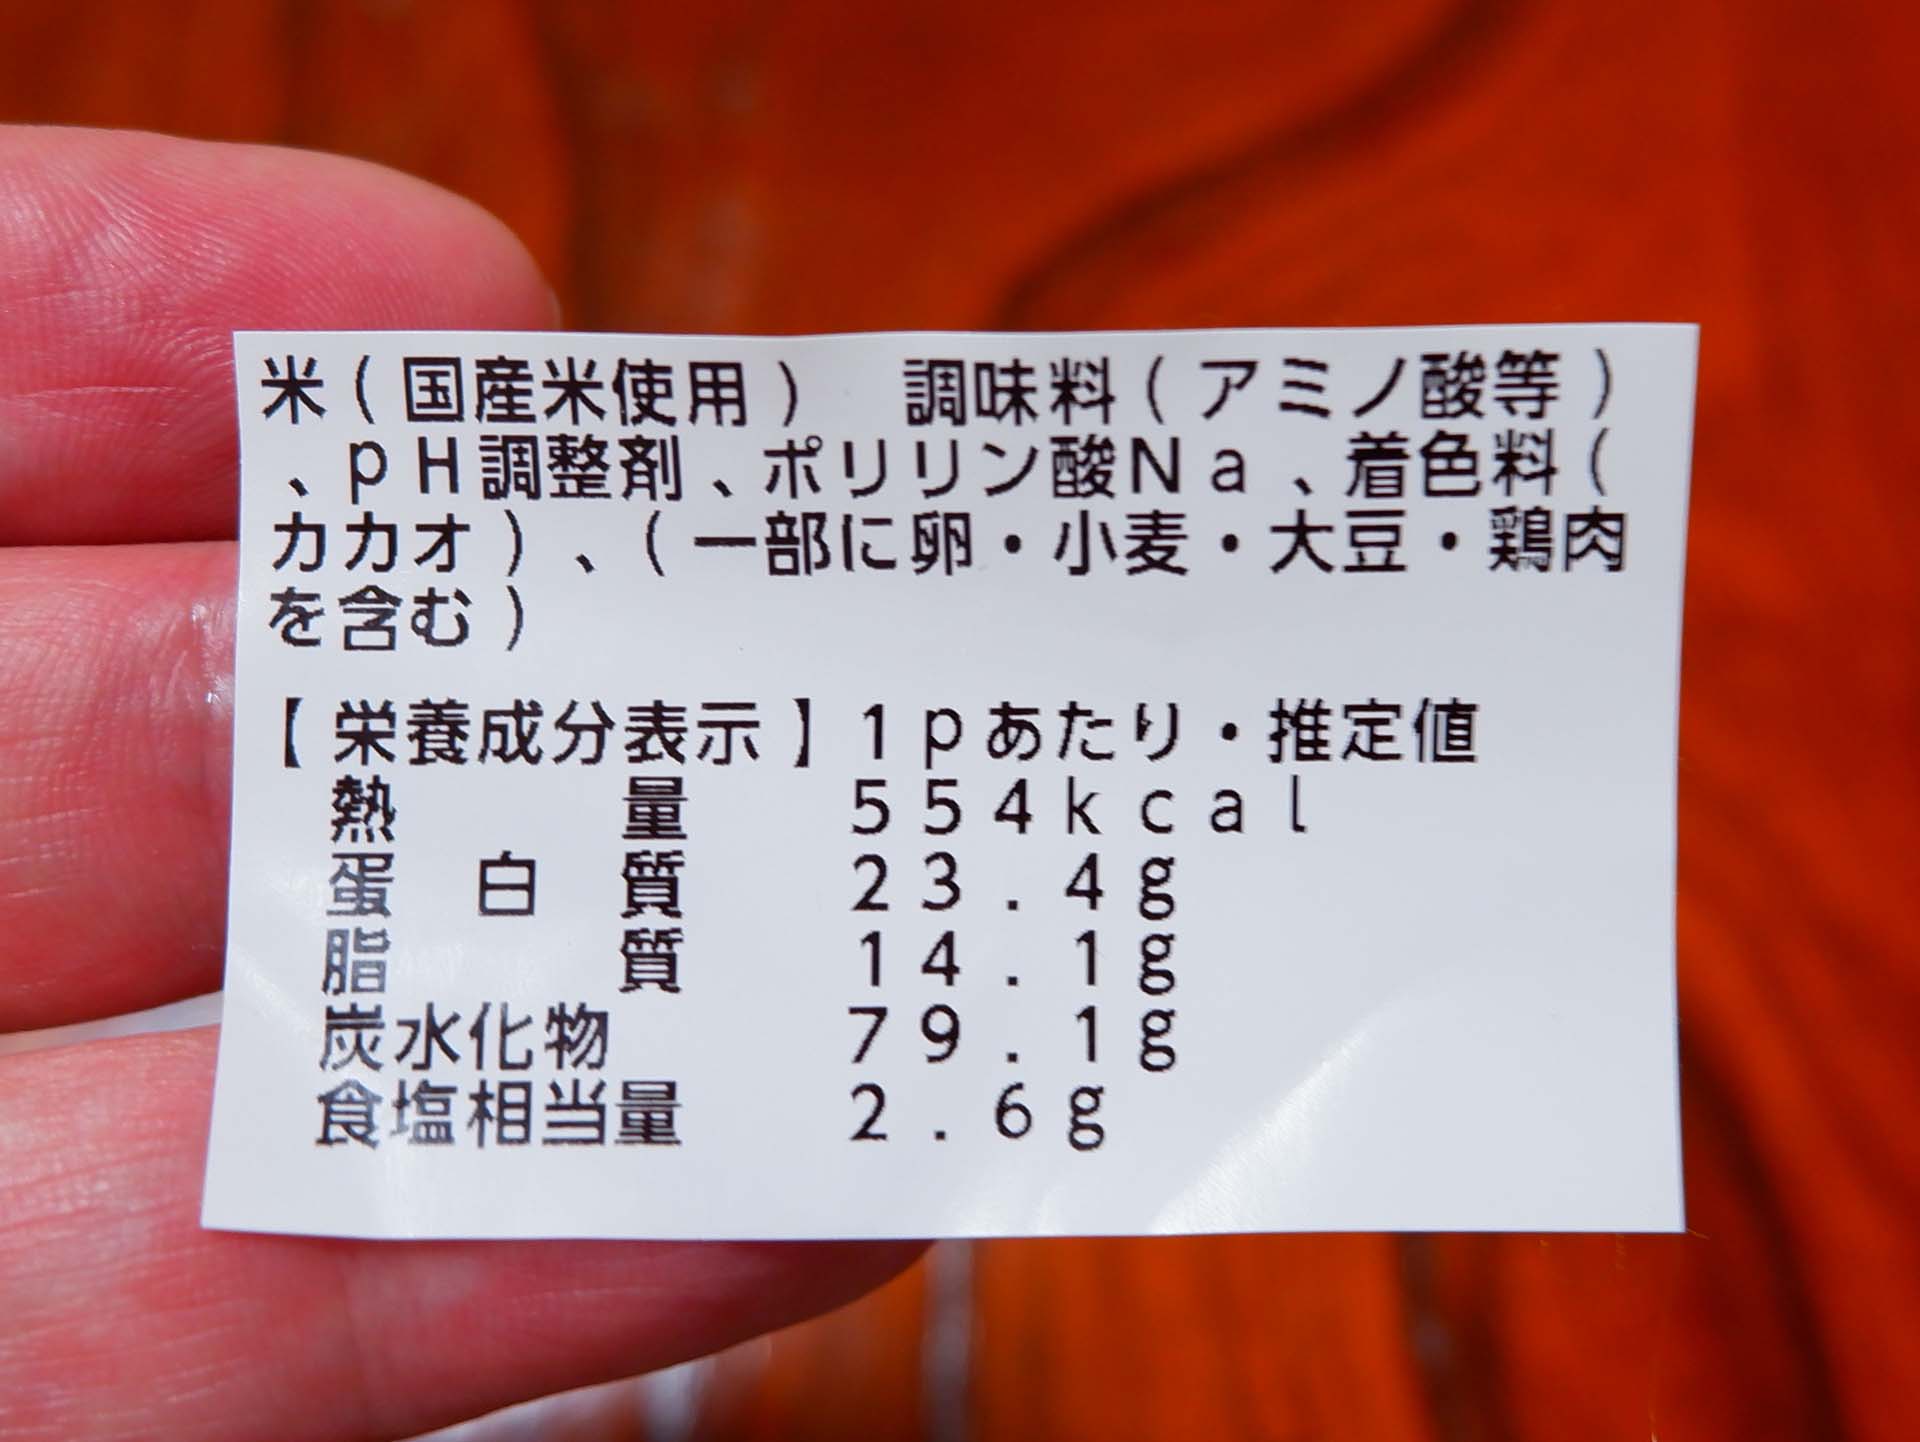 米(国産米使用) 調味料(アミノ酸等)
、pH調整剤、ポリリン酸Na、着色料(
カカオ)、(一部に卵・小麦・大豆・鶏肉
を含む)
【栄養成分表示】1pあたり・推定値
熱量 554kcal
蛋白質 23.4g
脂質 14.1g
炭水化物 79.1g
食塩相当量 2.6g